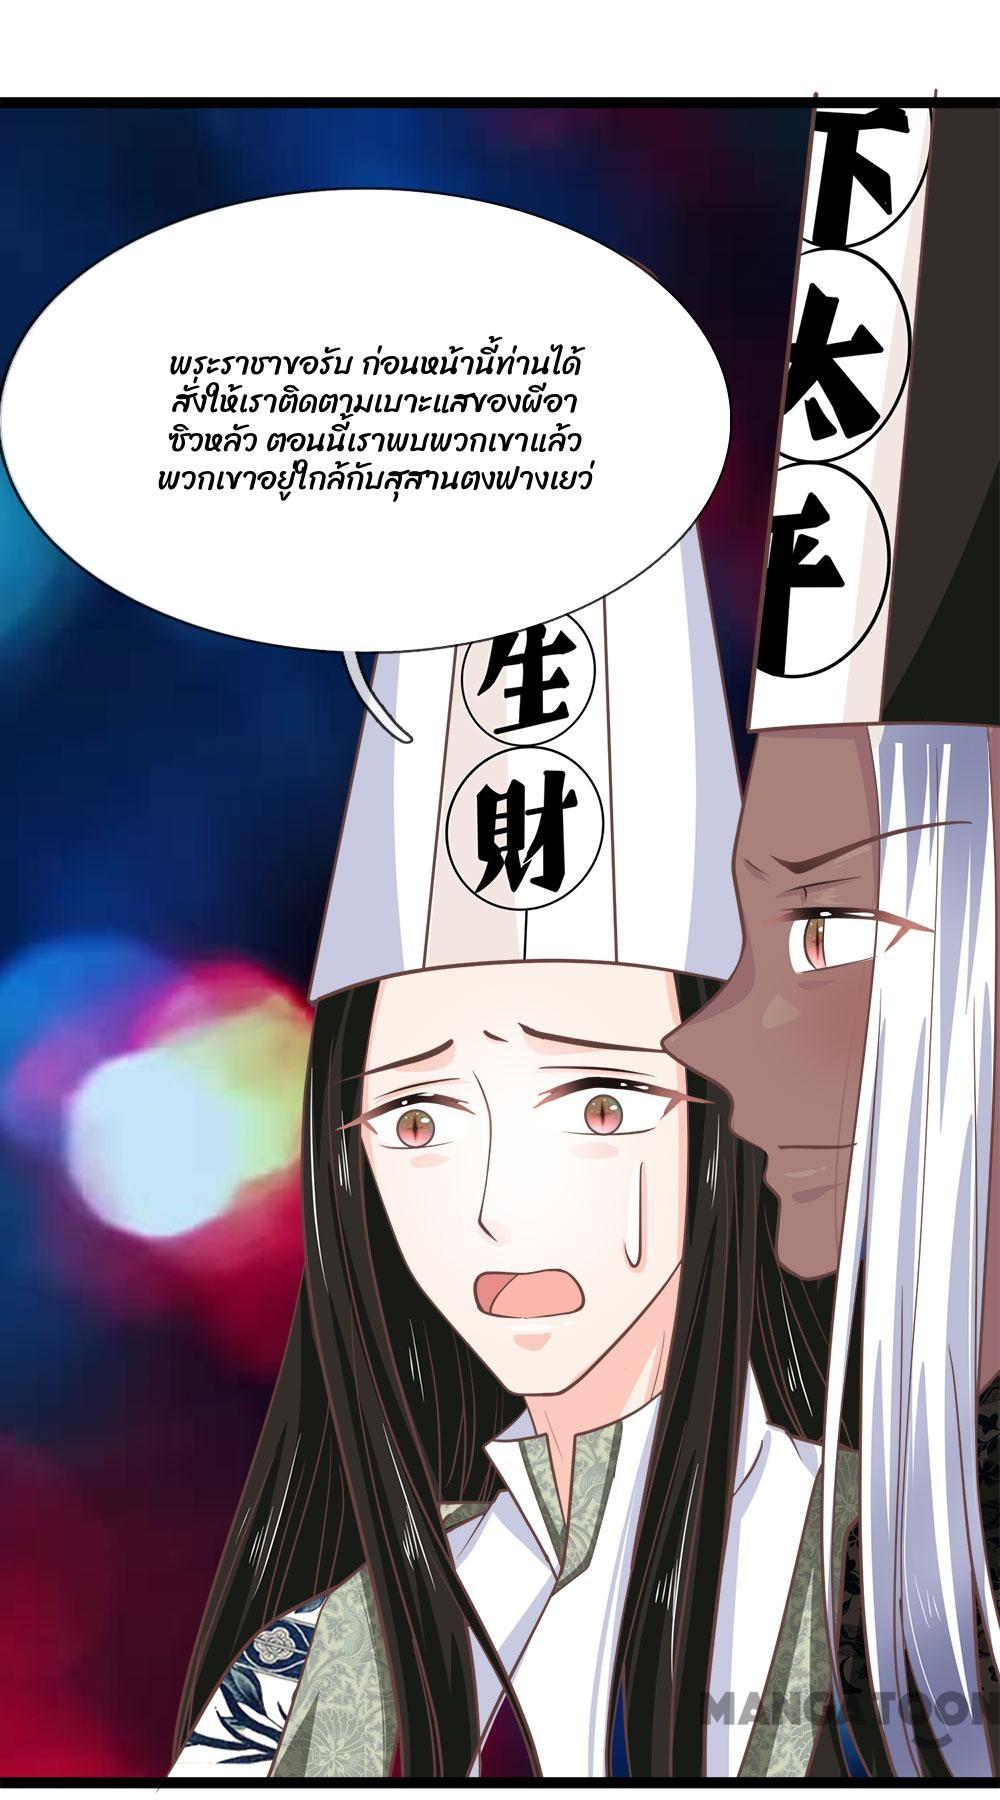 พระราชาขอรับ ก่อนหน้านี้ท่านได้
สั่งให้เราติดตามเบาะแสของผีอา
ซิวหลัว ตอนนี้เราพบพวกเขาแล้ว
พวกเขาอยู่ใกล้กับสุสานตงฟางเยว่
下
太
平
生
財
MANGATOON